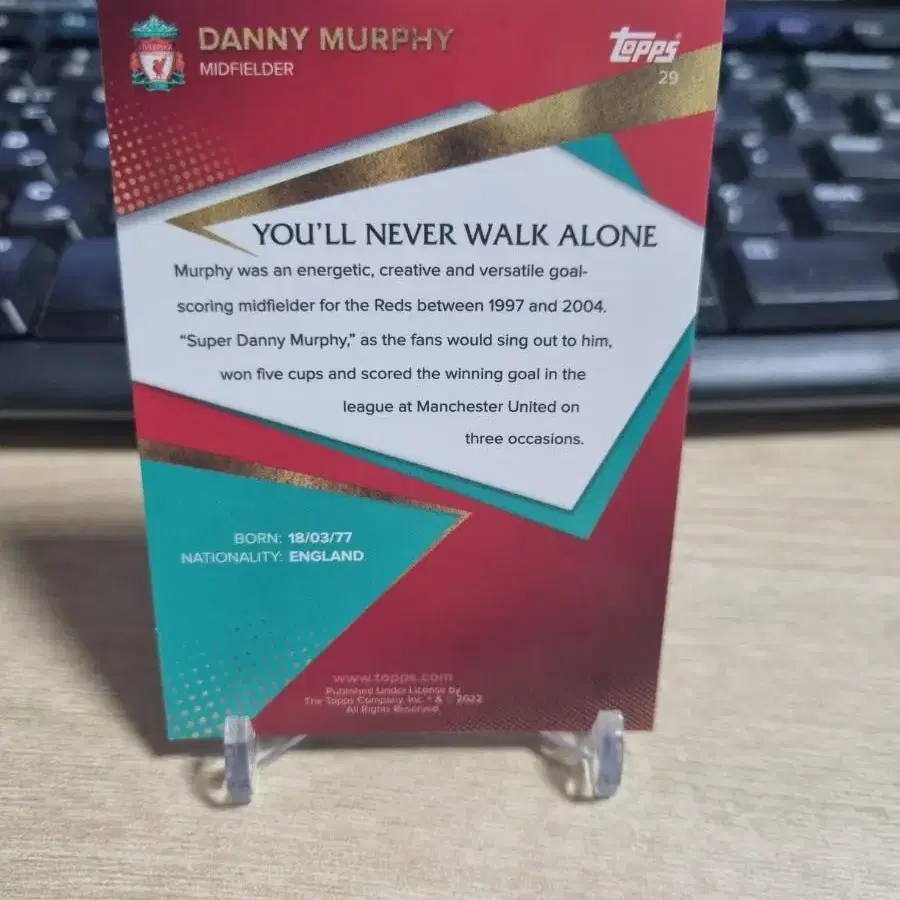 DANNY MURPHY
MIDFIELDER
LIVERPOOL
topps
29
YOU'LL NEVER WALK ALONE
Murphy was an energetic, creative and versatile goal-
scoring midfielder for the Reds between 1997 and 2004.
“Super Danny Murphy,” as the fans would sing out to him,
won five cups and scored the winning goal in the
league at Manchester United on
three occasions.
BORN: 18/03/77
NATIONALITY: ENGLAND
www.topps.com
Published Under License by
The Topps Company, Inc. ® & © 2022
All Rights Reserved.